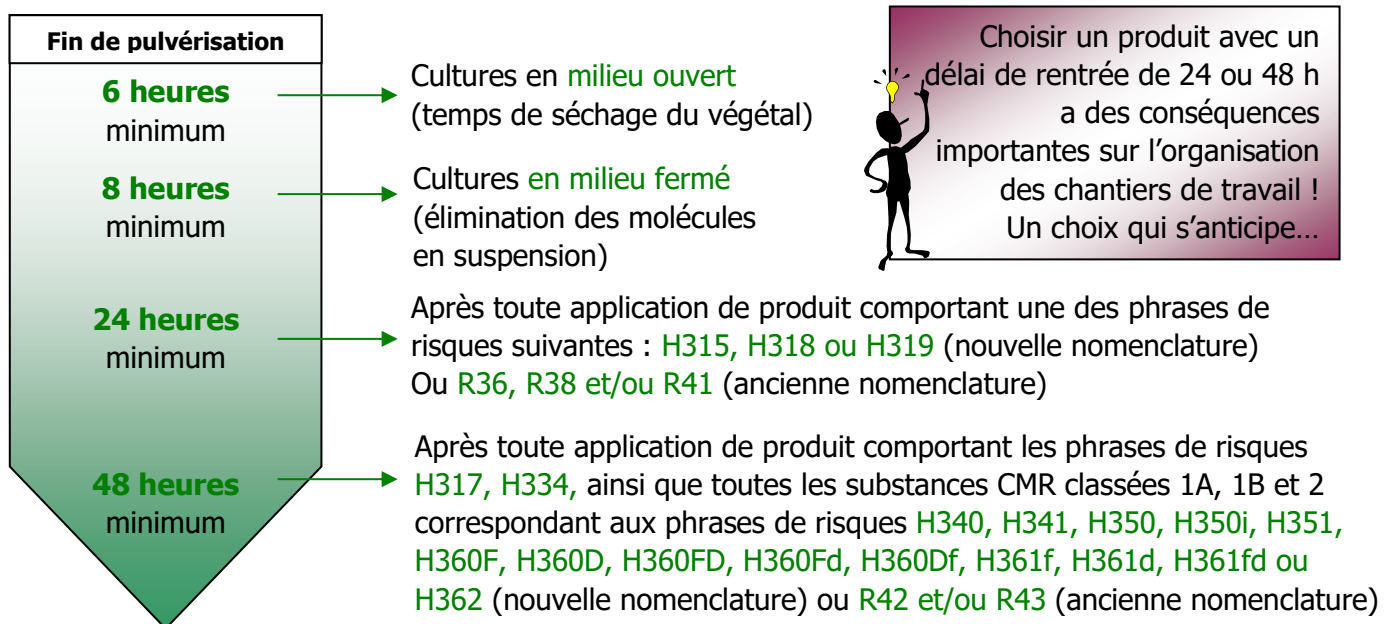 Fin de pulvérisation
6 heures
minimum
Cultures en milieu ouvert
(temps de séchage du végétal)
8 heures
minimum
Cultures en milieu fermé
(élimination des molécules
en suspension)
Choisir un produit avec un
délai de rentrée de 24 ou 48 h
a des conséquences
importantes sur l’organisation
des chantiers de travail !
Un choix qui s’anticipe…
24 heures
minimum
Après toute application de produit comportant une des phrases de
risques suivantes : H315, H318 ou H319 (nouvelle nomenclature)
Ou R36, R38 et/ou R41 (ancienne nomenclature)
48 heures
minimum
Après toute application de produit comportant les phrases de risques
H317, H334, ainsi que toutes les substances CMR classées 1A, 1B et 2
correspondant aux phrases de risques H340, H341, H350, H350i, H351,
H360F, H360D, H360FD, H360Fd, H360Df, H361f, H361d, H361fd ou
H362 (nouvelle nomenclature) ou R42 et/ou R43 (ancienne nomenclature)